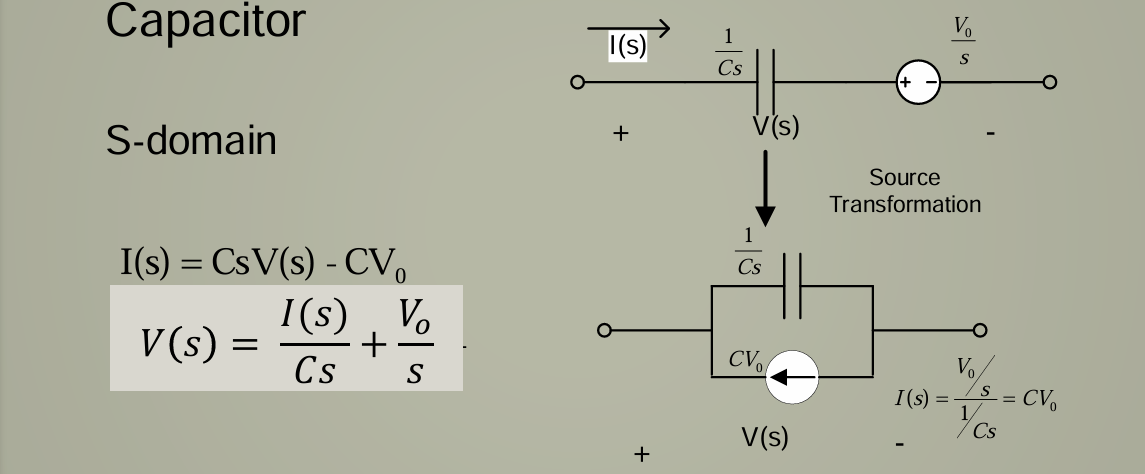 Capacitor
S-domain
I(s) = CsV(s) - CV₀
V(s) = I(s)/Cs + Vₒ/s
I(s)
1/Cs
V₀/s
+ -
+ V(s) -
Source
Transformation
1/Cs
CV₀
I(s) = (V₀/s)/(1/Cs) = CV₀
+ V(s) -